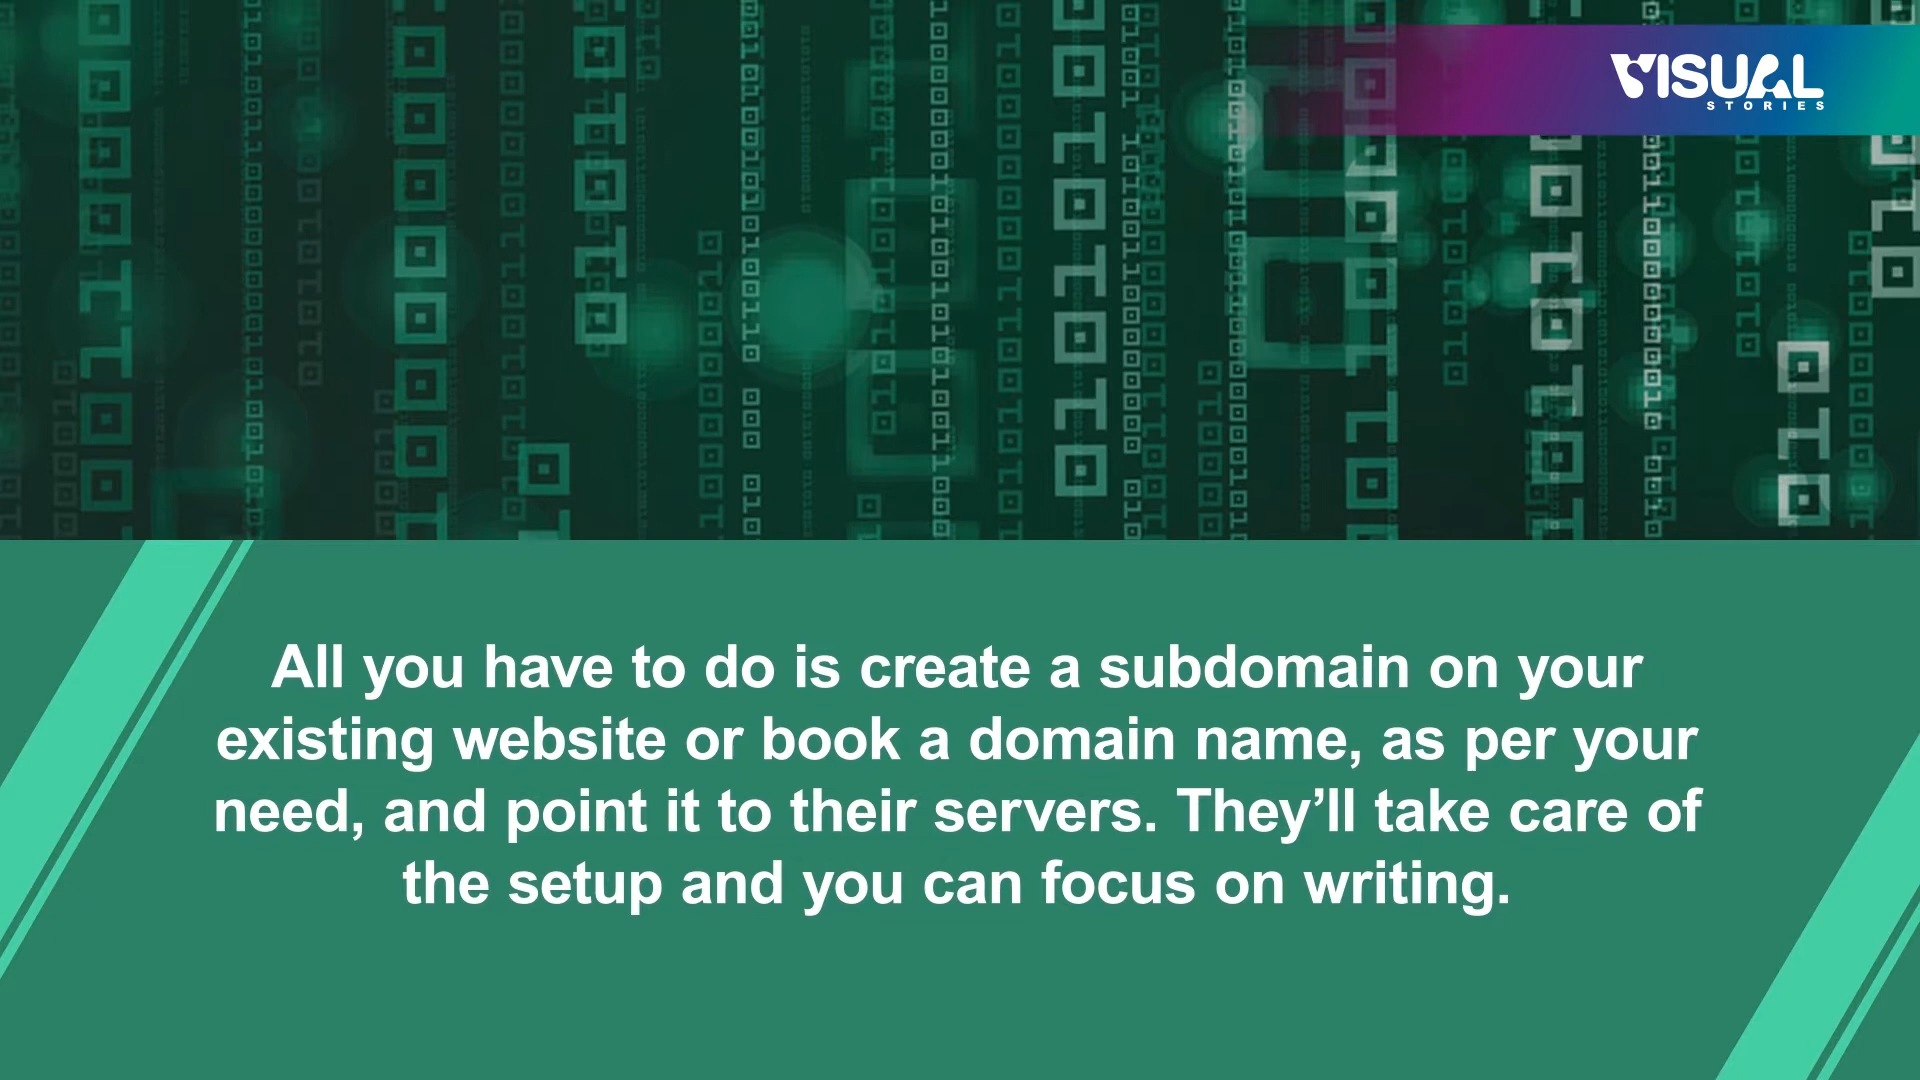 VISUAL
STORIES
All you have to do is create a subdomain on your
existing website or book a domain name, as per your
need, and point it to their servers. They’ll take care of
the setup and you can focus on writing.